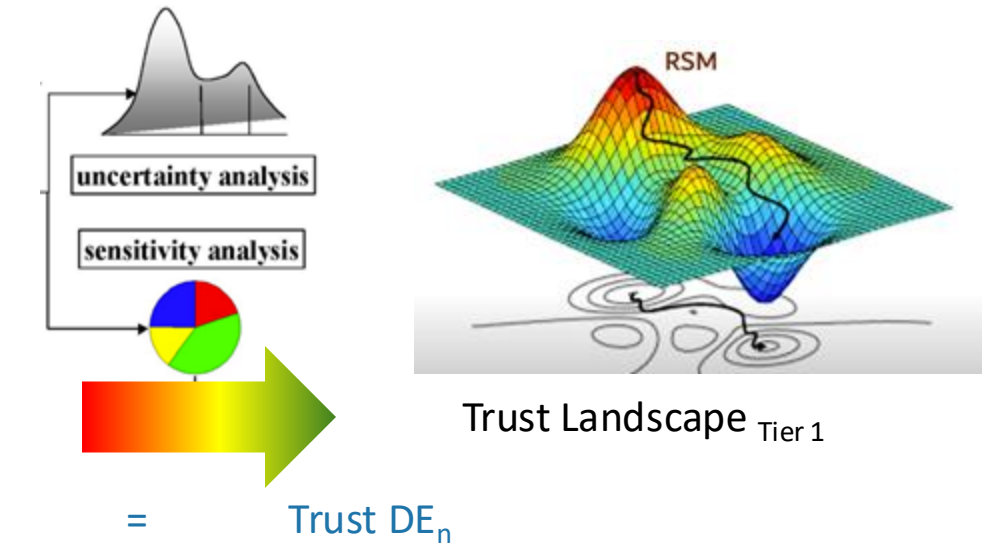 RSM
uncertainty analysis
sensitivity analysis
Trust Landscape Tier 1
= Trust DEn